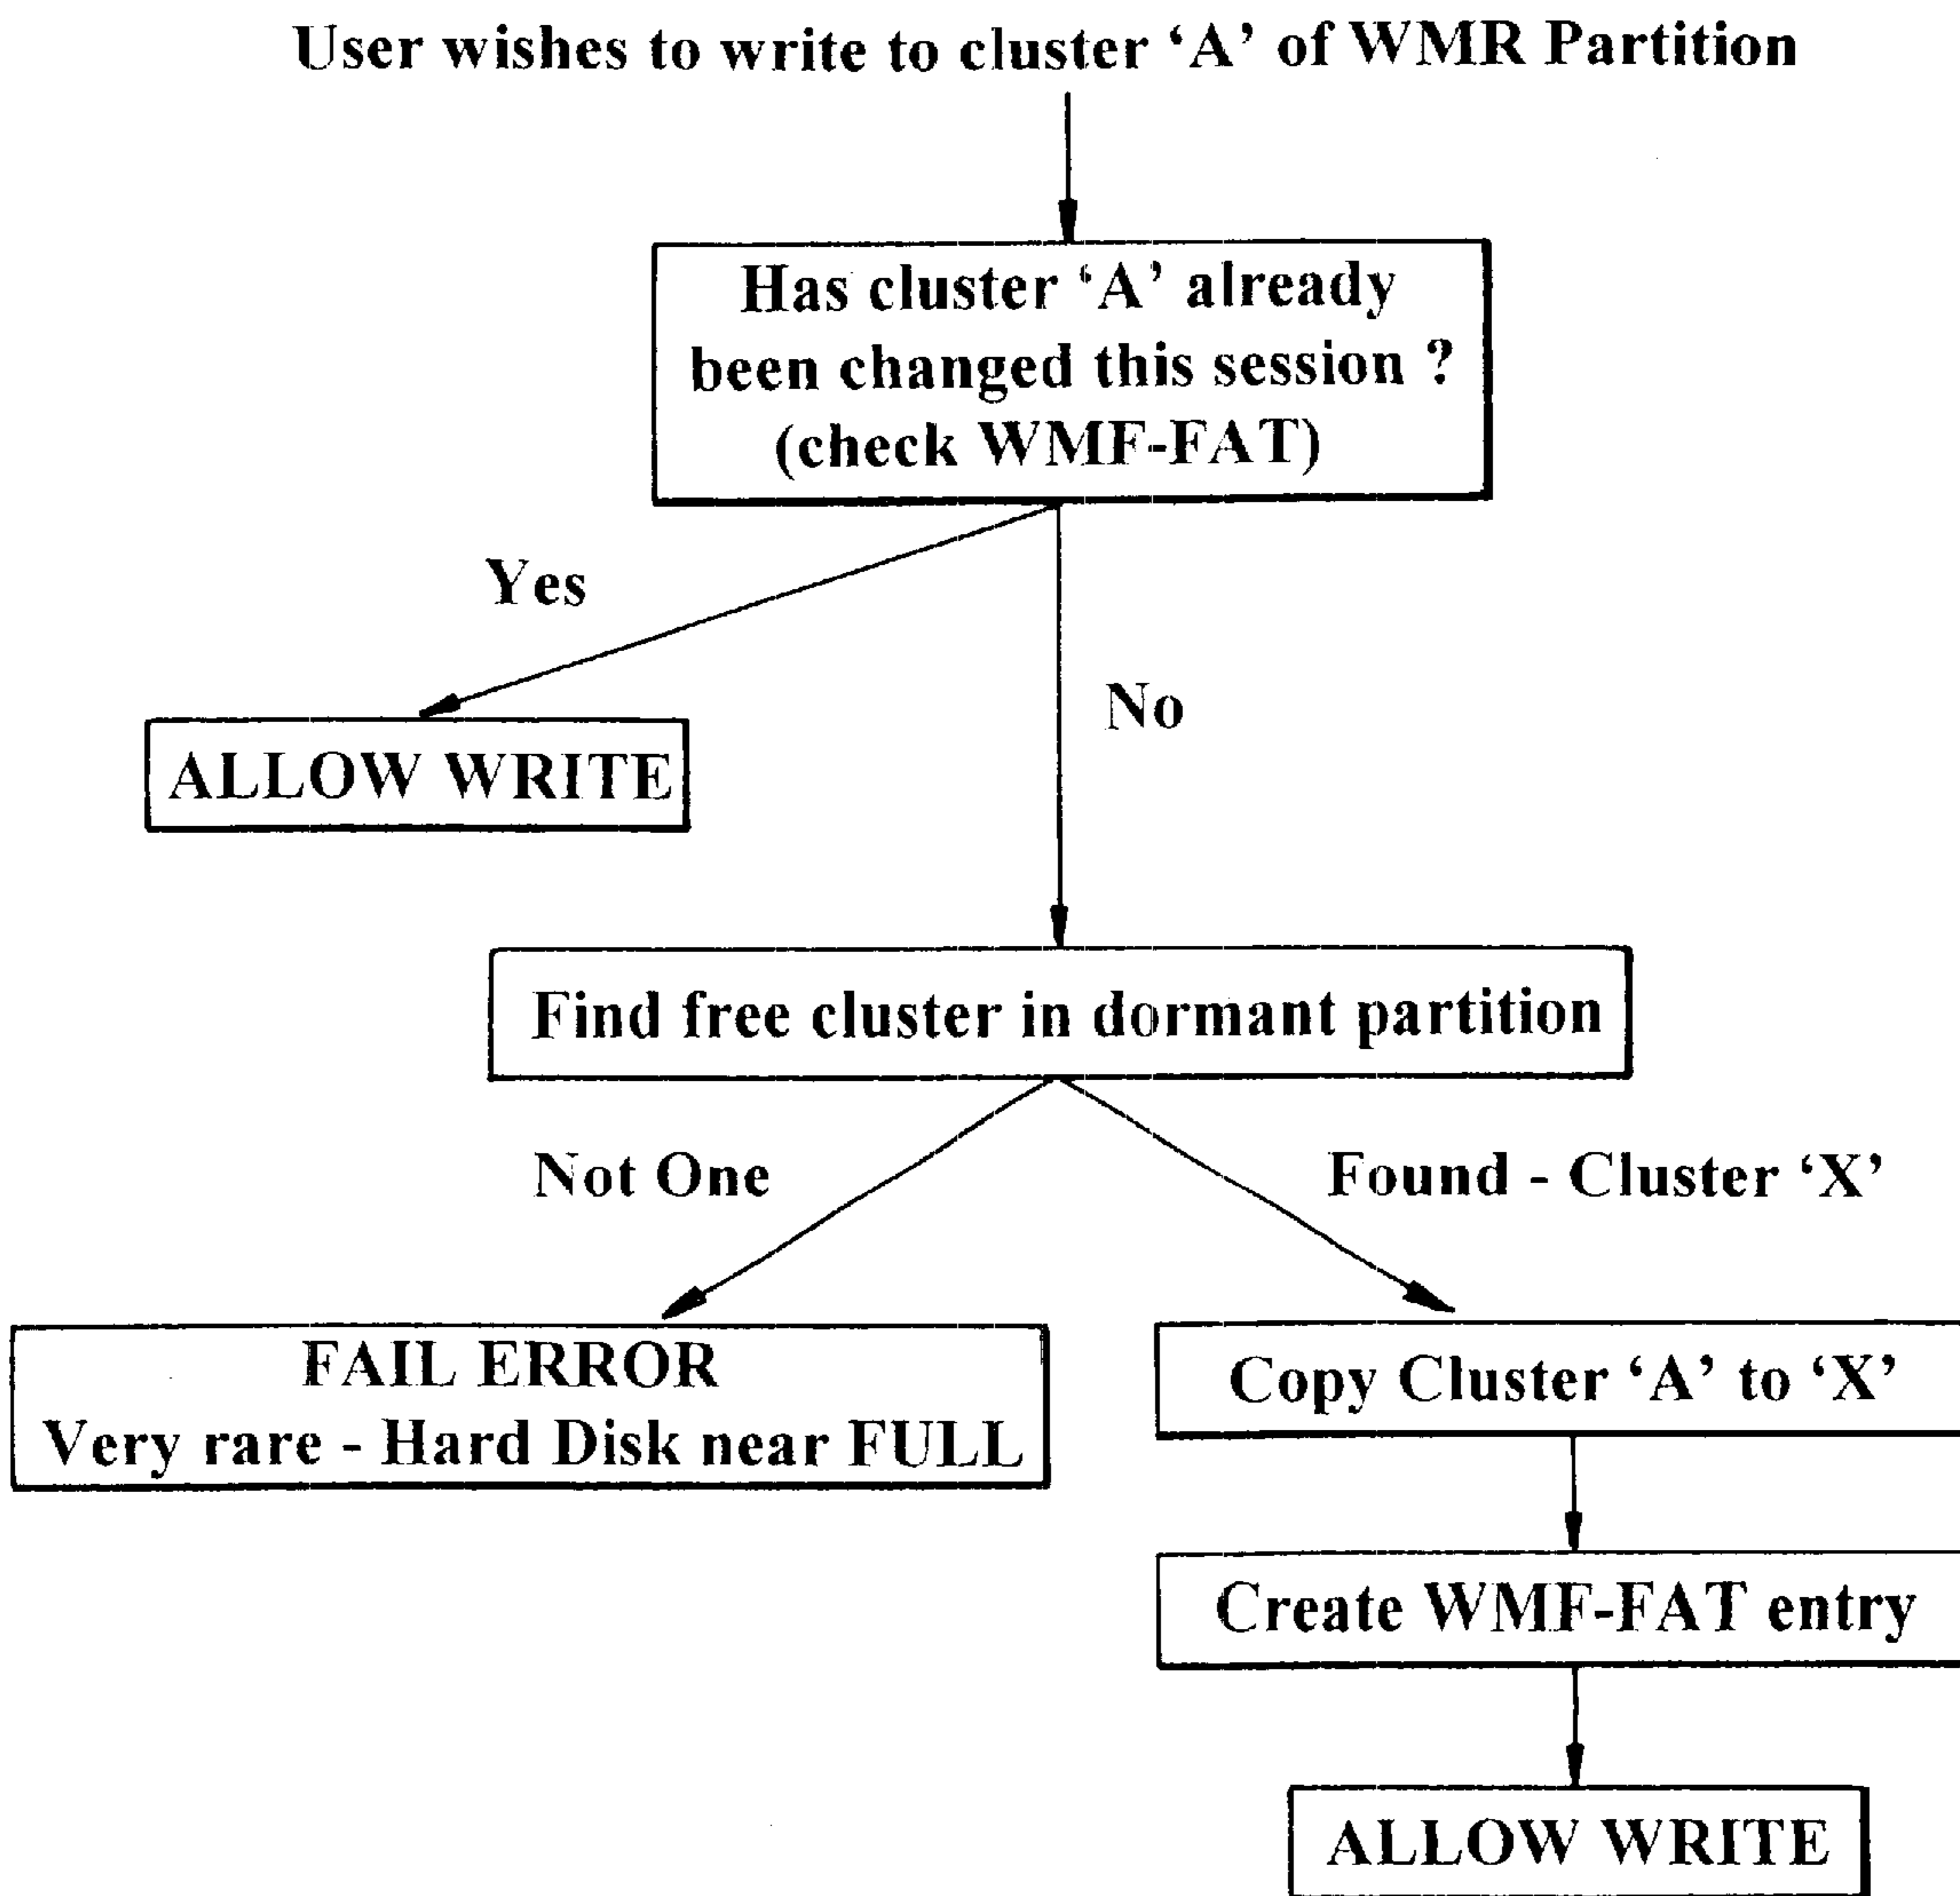 User wishes to write to cluster ‘A’ of WMR Partition
Has cluster ‘A’ already
been changed this session ?
(check WMF-FAT)
Yes
No
ALLOW WRITE
Find free cluster in dormant partition
Not One
Found - Cluster ‘X’
FAIL ERROR
Very rare - Hard Disk near FULL
Copy Cluster ‘A’ to ‘X’
Create WMF-FAT entry
ALLOW WRITE